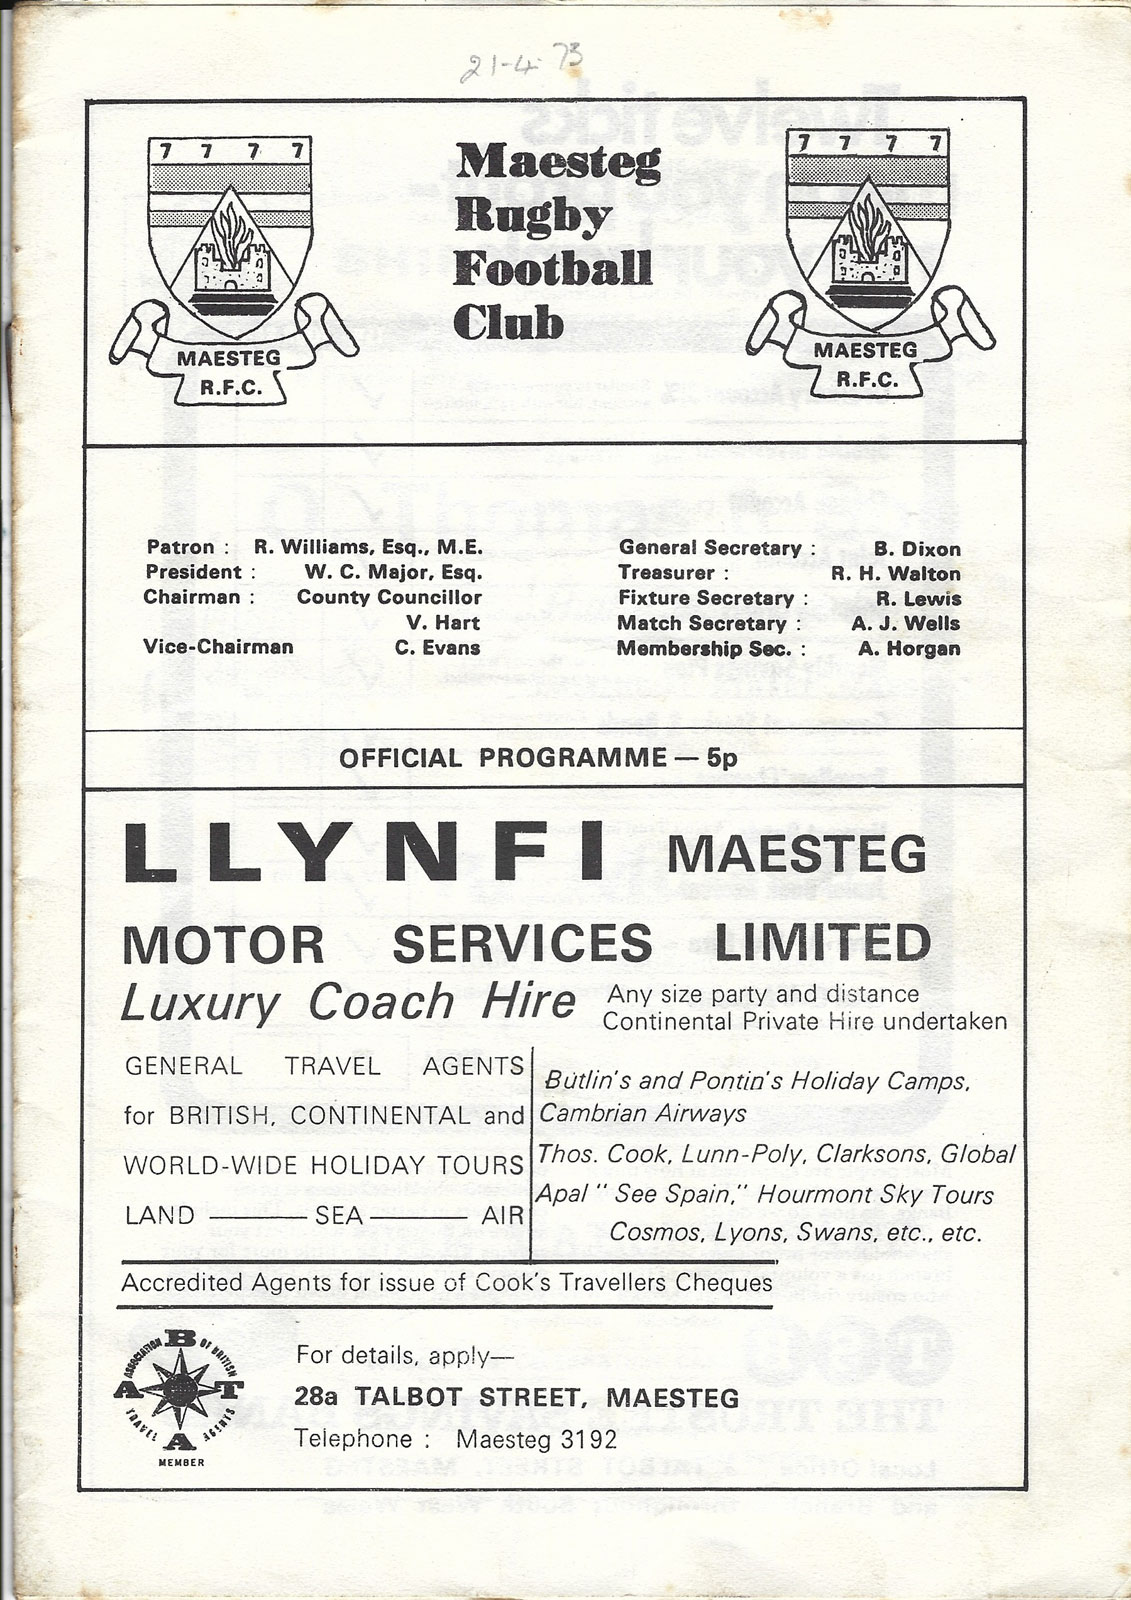 21-4-73
7 7 7 7
MAESTEG
R.F.C.
Maesteg
Rugby
Football
Club
7 7 7 7
MAESTEG
R.F.C.
Patron : R. Williams, Esq., M.E.
President : W. C. Major, Esq.
Chairman : County Councillor
V. Hart
Vice-Chairman C. Evans
General Secretary : B. Dixon
Treasurer : R. H. Walton
Fixture Secretary : R. Lewis
Match Secretary : A. J. Wells
Membership Sec. : A. Horgan
OFFICIAL PROGRAMME — 5p
LLYNFI MAESTEG
MOTOR SERVICES LIMITED
Luxury Coach Hire
Any size party and distance
Continental Private Hire undertaken
GENERAL TRAVEL AGENTS
for BRITISH, CONTINENTAL and
WORLD-WIDE HOLIDAY TOURS
LAND ——— SEA ——— AIR
Butlin's and Pontin's Holiday Camps,
Cambrian Airways
Thos. Cook, Lunn-Poly, Clarksons, Global
Apal " See Spain," Hourmont Sky Tours
Cosmos, Lyons, Swans, etc., etc.
Accredited Agents for issue of Cook's Travellers Cheques
ASSOCIATION OF BRITISH
TRAVEL AGENTS
A B T A
MEMBER
For details, apply—
28a TALBOT STREET, MAESTEG
Telephone : Maesteg 3192